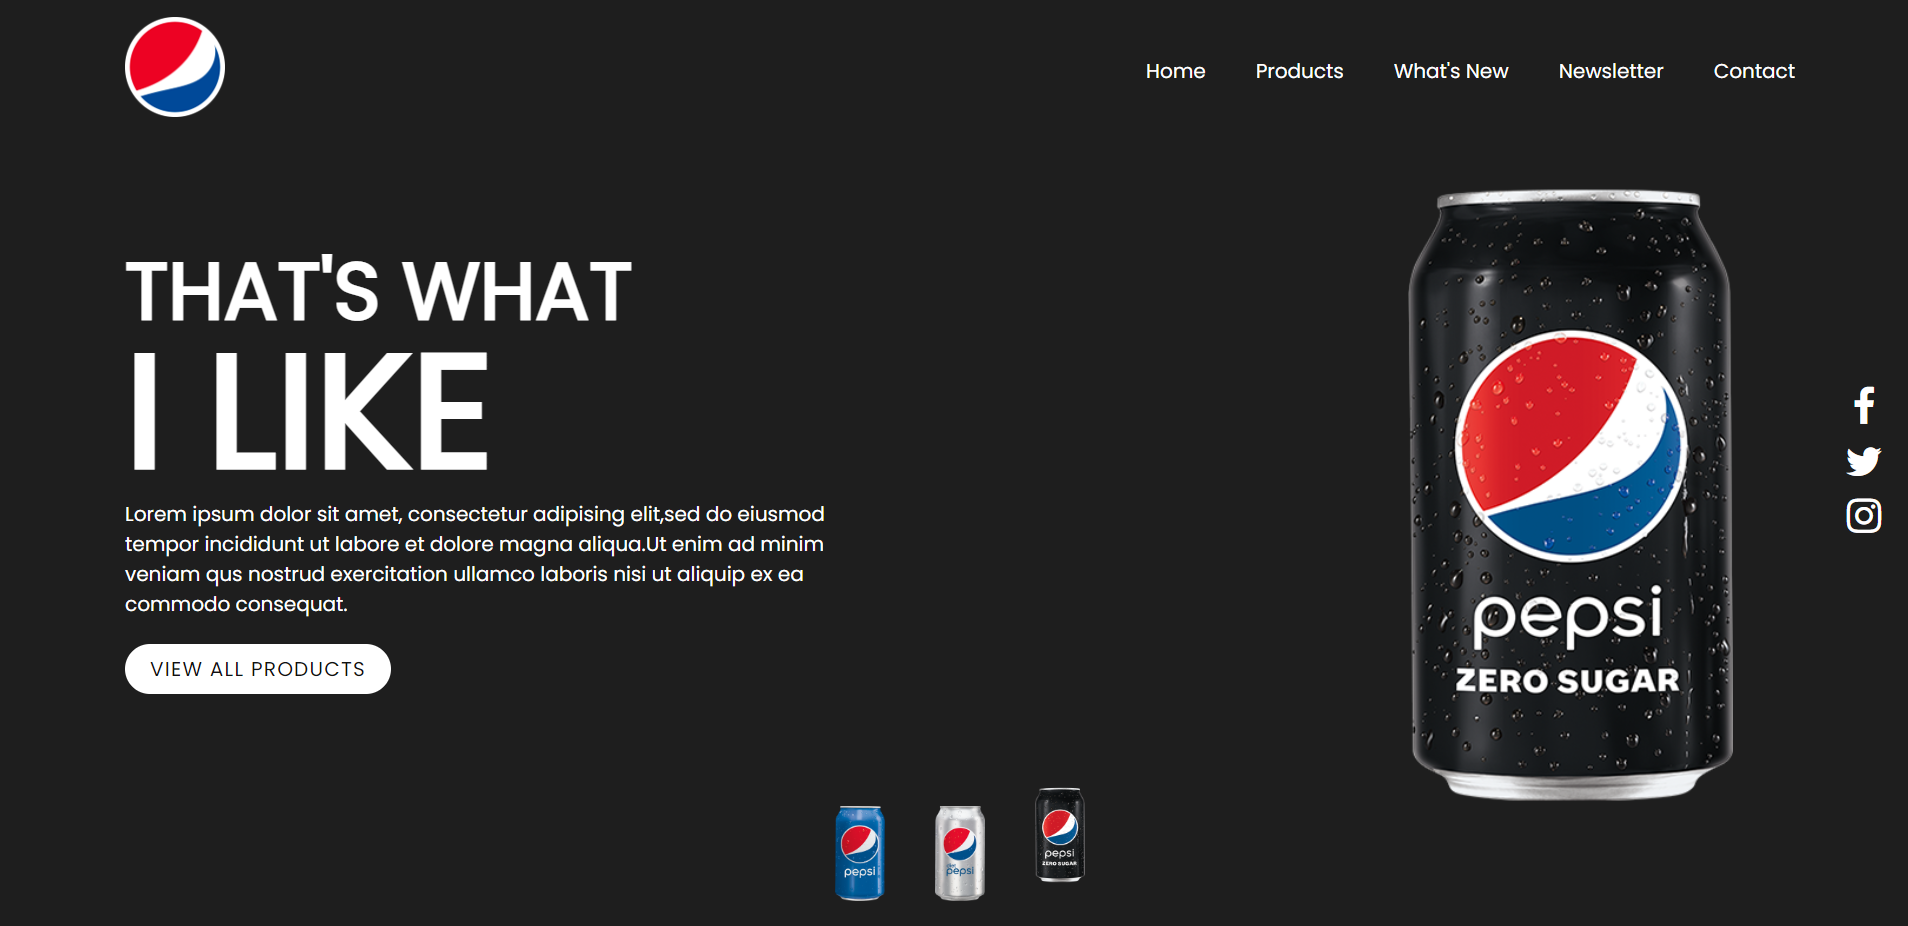 Home Products What's New Newsletter Contact
THAT'S WHAT
I LIKE
Lorem ipsum dolor sit amet, consectetur adipising elit,sed do eiusmod
tempor incididunt ut labore et dolore magna aliqua.Ut enim ad minim
veniam qus nostrud exercitation ullamco laboris nisi ut aliquip ex ea
commodo consequat.
VIEW ALL PRODUCTS
pepsi
ZERO SUGAR
pepsi
pepsi
pepsi
ZERO SUGAR